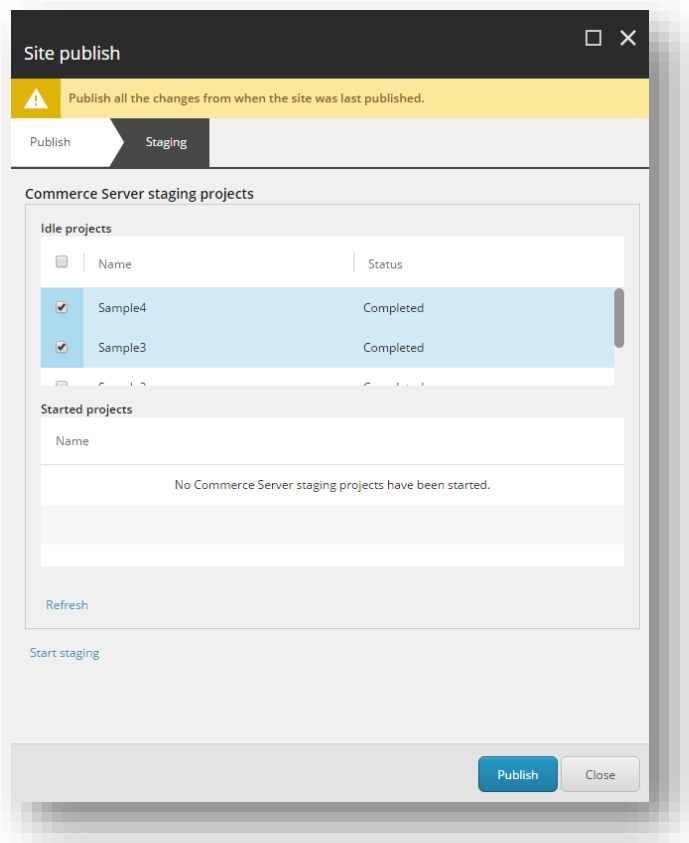 Site publish
Publish all the changes from when the site was last published.
Publish Staging
Commerce Server staging projects
Idle projects
Name Status
Sample4 Completed
Sample3 Completed
Started projects
Name
No Commerce Server staging projects have been started.
Refresh
Start staging
Publish Close